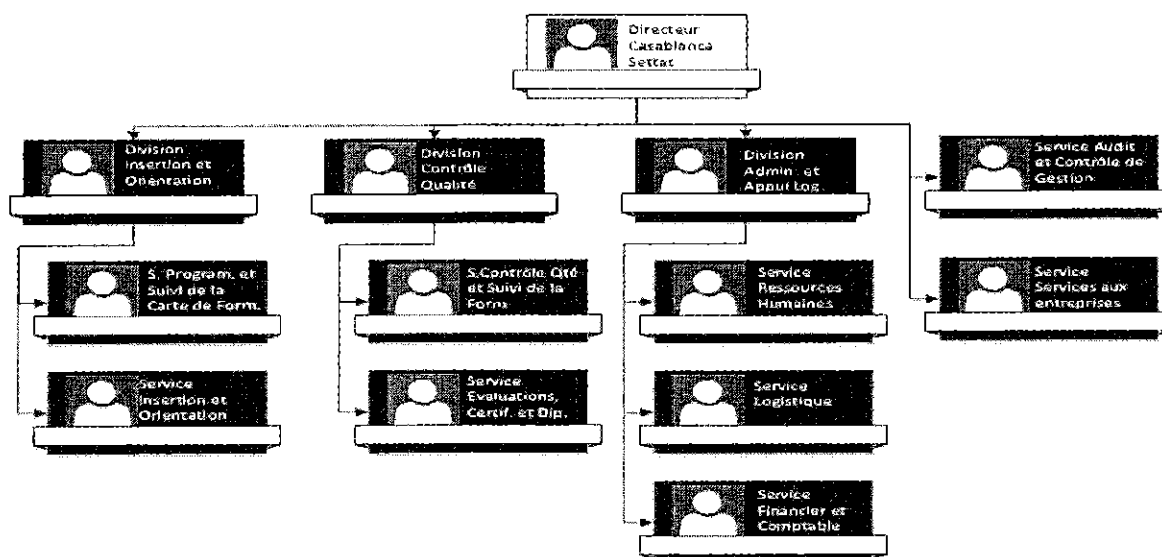 Directeur
Casablanca
Settat
Division
Insertion et
Orientation
Division
Contrôle
Qualité
Division
Admin. et
Appui Log.
Service Audit
et Contrôle de
Gestion
S. Program. et
Suivi de la
Carte de Form.
S.Contrôle Qté
et Suivi de la
Form
Service
Ressources
Humaines
Service
Services aux
entreprises
Service
Insertion et
Orientation
Service
Evaluations,
Certif. et Dip.
Service
Logistique
Service
Financier et
Comptable